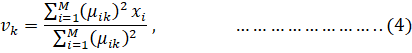 v_k = \frac{\sum_{i=1}^{M} (\mu_{ik})^2 x_i}{\sum_{i=1}^{M} (\mu_{ik})^2} , … … … … … … … … .. (4)